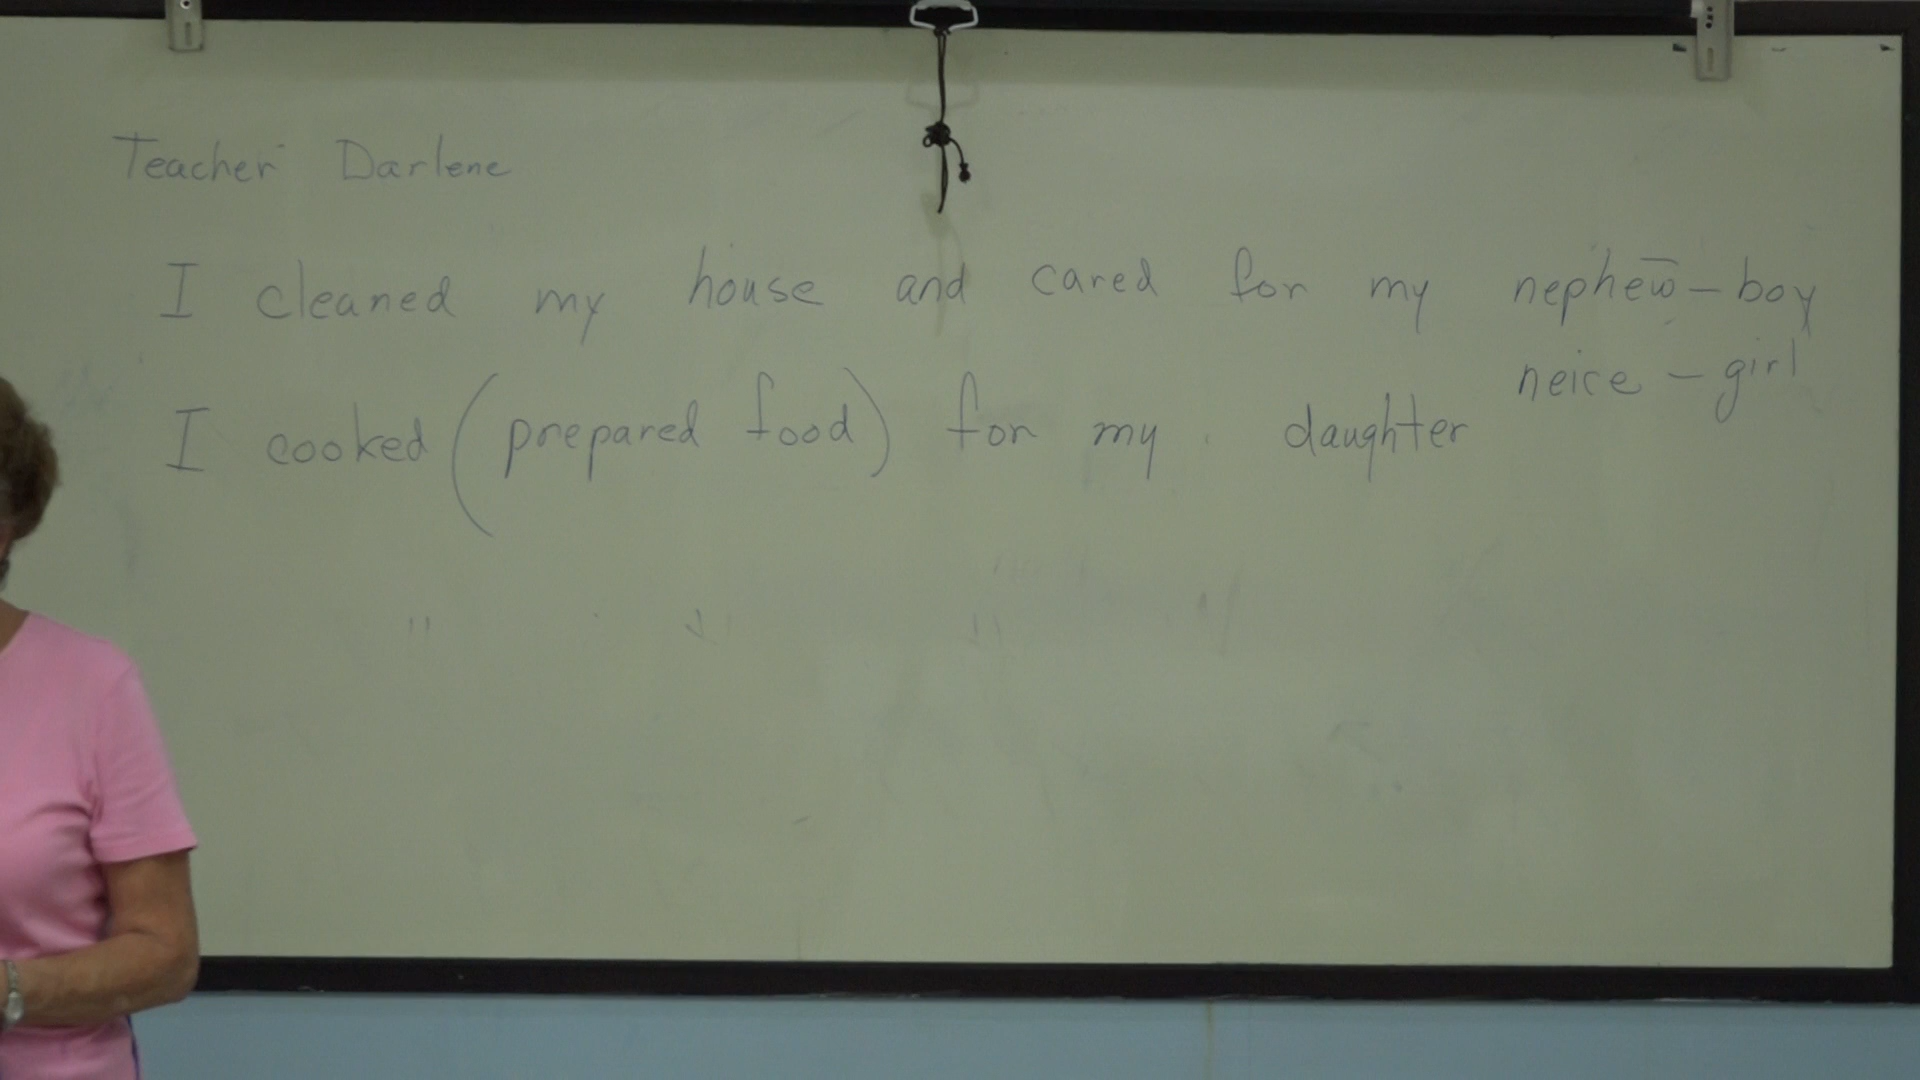 Teacher Darlene
I cleaned my house and cared for my nephew - boy
neice - girl
I cooked (prepared food) for my daughter